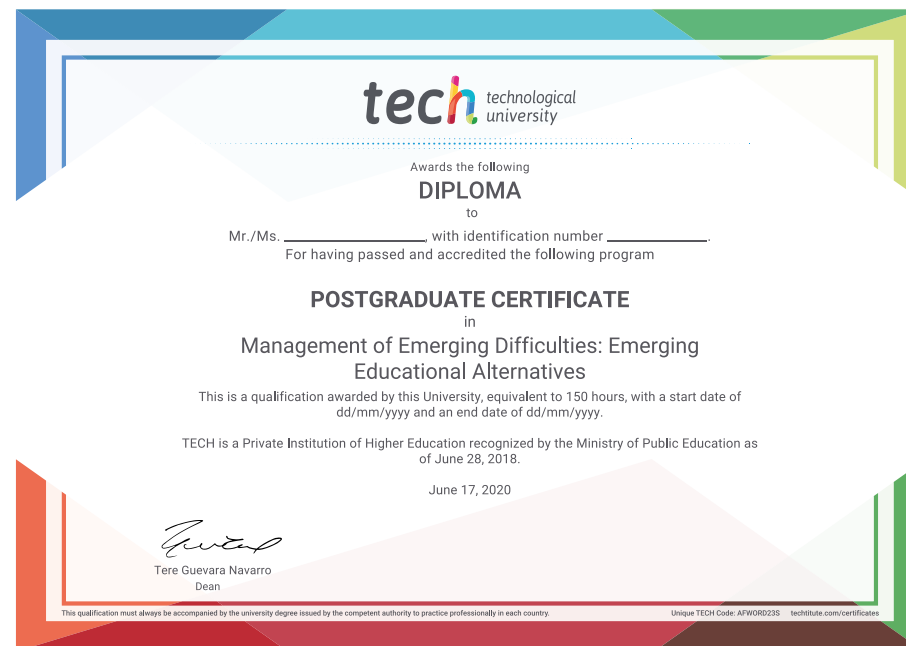 tech technological
university
Awards the following
DIPLOMA
to
Mr./Ms. ____________________, with identification number ______________.
For having passed and accredited the following program
POSTGRADUATE CERTIFICATE
in
Management of Emerging Difficulties: Emerging
Educational Alternatives
This is a qualification awarded by this University, equivalent to 150 hours, with a start date of
dd/mm/yyyy and an end date of dd/mm/yyyy.
TECH is a Private Institution of Higher Education recognized by the Ministry of Public Education as
of June 28, 2018.
June 17, 2020
Tere Guevara Navarro
Dean
This qualification must always be accompanied by the university degree issued by the competent authority to practice professionally in each country.
Unique TECH Code: AFWORD23S techtitute.com/certificates